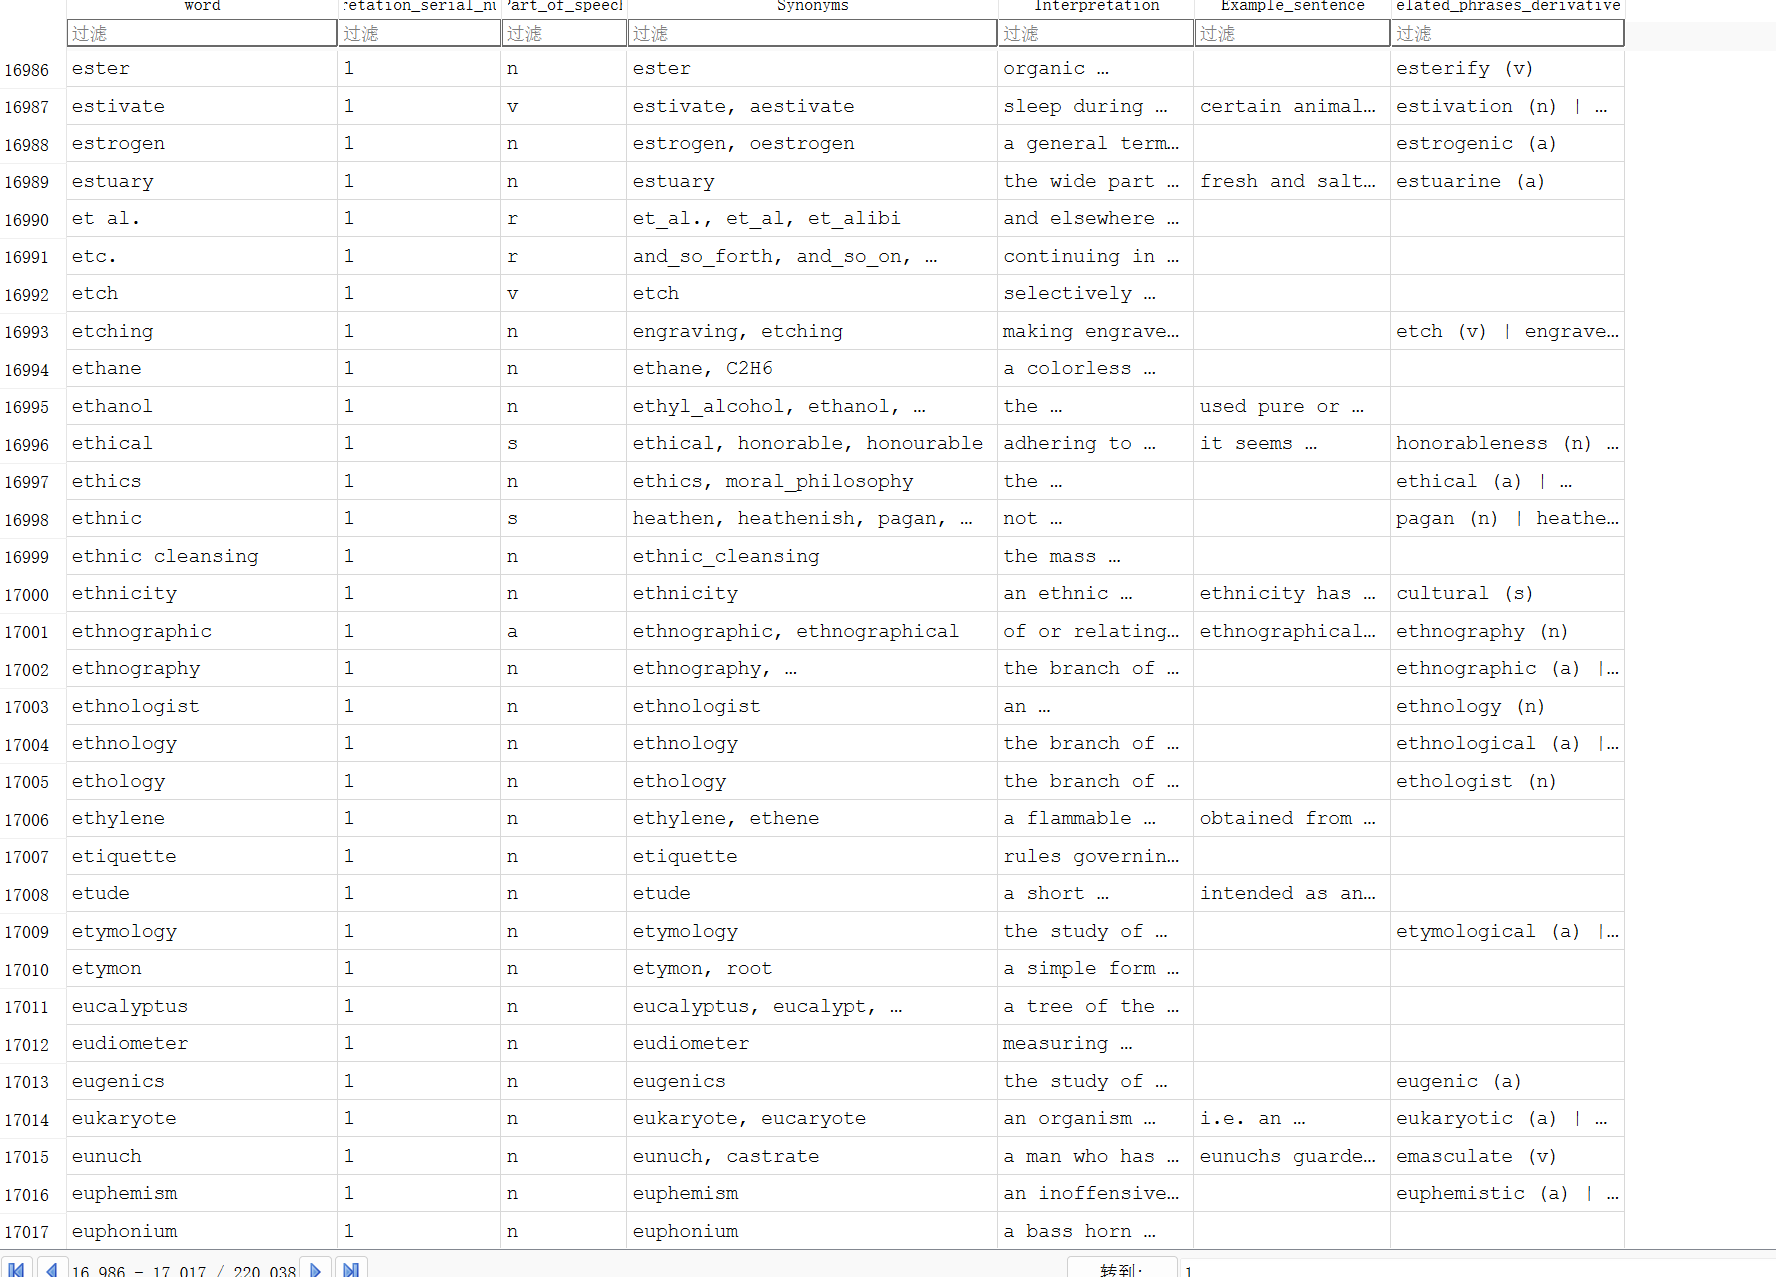 word retation_serial_nu art_of_speech Synonyms Interpretation Example_sentence elated_phrases_derivative
过滤 过滤 过滤 过滤 过滤 过滤 过滤
16986 ester 1 n ester organic … esterify (v)
16987 estivate 1 v estivate, aestivate sleep during … certain animal… estivation (n) | …
16988 estrogen 1 n estrogen, oestrogen a general term… estrogenic (a)
16989 estuary 1 n estuary the wide part … fresh and salt… estuarine (a)
16990 et al. 1 r et_al., et_al, et_alibi and elsewhere …
16991 etc. 1 r and_so_forth, and_so_on, … continuing in …
16992 etch 1 v etch selectively …
16993 etching 1 n engraving, etching making engrave… etch (v) | engrave…
16994 ethane 1 n ethane, C2H6 a colorless …
16995 ethanol 1 n ethyl_alcohol, ethanol, … the … used pure or …
16996 ethical 1 s ethical, honorable, honourable adhering to … it seems … honorableness (n) …
16997 ethics 1 n ethics, moral_philosophy the … ethical (a) | …
16998 ethnic 1 s heathen, heathenish, pagan, … not … pagan (n) | heathe…
16999 ethnic cleansing 1 n ethnic_cleansing the mass …
17000 ethnicity 1 n ethnicity an ethnic … ethnicity has … cultural (s)
17001 ethnographic 1 a ethnographic, ethnographical of or relating… ethnographical… ethnography (n)
17002 ethnography 1 n ethnography, … the branch of … ethnographic (a) |…
17003 ethnologist 1 n ethnologist an … ethnology (n)
17004 ethnology 1 n ethnology the branch of … ethnological (a) |…
17005 ethology 1 n ethology the branch of … ethologist (n)
17006 ethylene 1 n ethylene, ethene a flammable … obtained from …
17007 etiquette 1 n etiquette rules governin…
17008 etude 1 n etude a short … intended as an…
17009 etymology 1 n etymology the study of … etymological (a) |…
17010 etymon 1 n etymon, root a simple form …
17011 eucalyptus 1 n eucalyptus, eucalypt, … a tree of the …
17012 eudiometer 1 n eudiometer measuring …
17013 eugenics 1 n eugenics the study of … eugenic (a)
17014 eukaryote 1 n eukaryote, eucaryote an organism … i.e. an … eukaryotic (a) | …
17015 eunuch 1 n eunuch, castrate a man who has … eunuchs guarde… emasculate (v)
17016 euphemism 1 n euphemism an inoffensive… euphemistic (a) | …
17017 euphonium 1 n euphonium a bass horn …
16,986 - 17,017 / 220,038 转到: 1